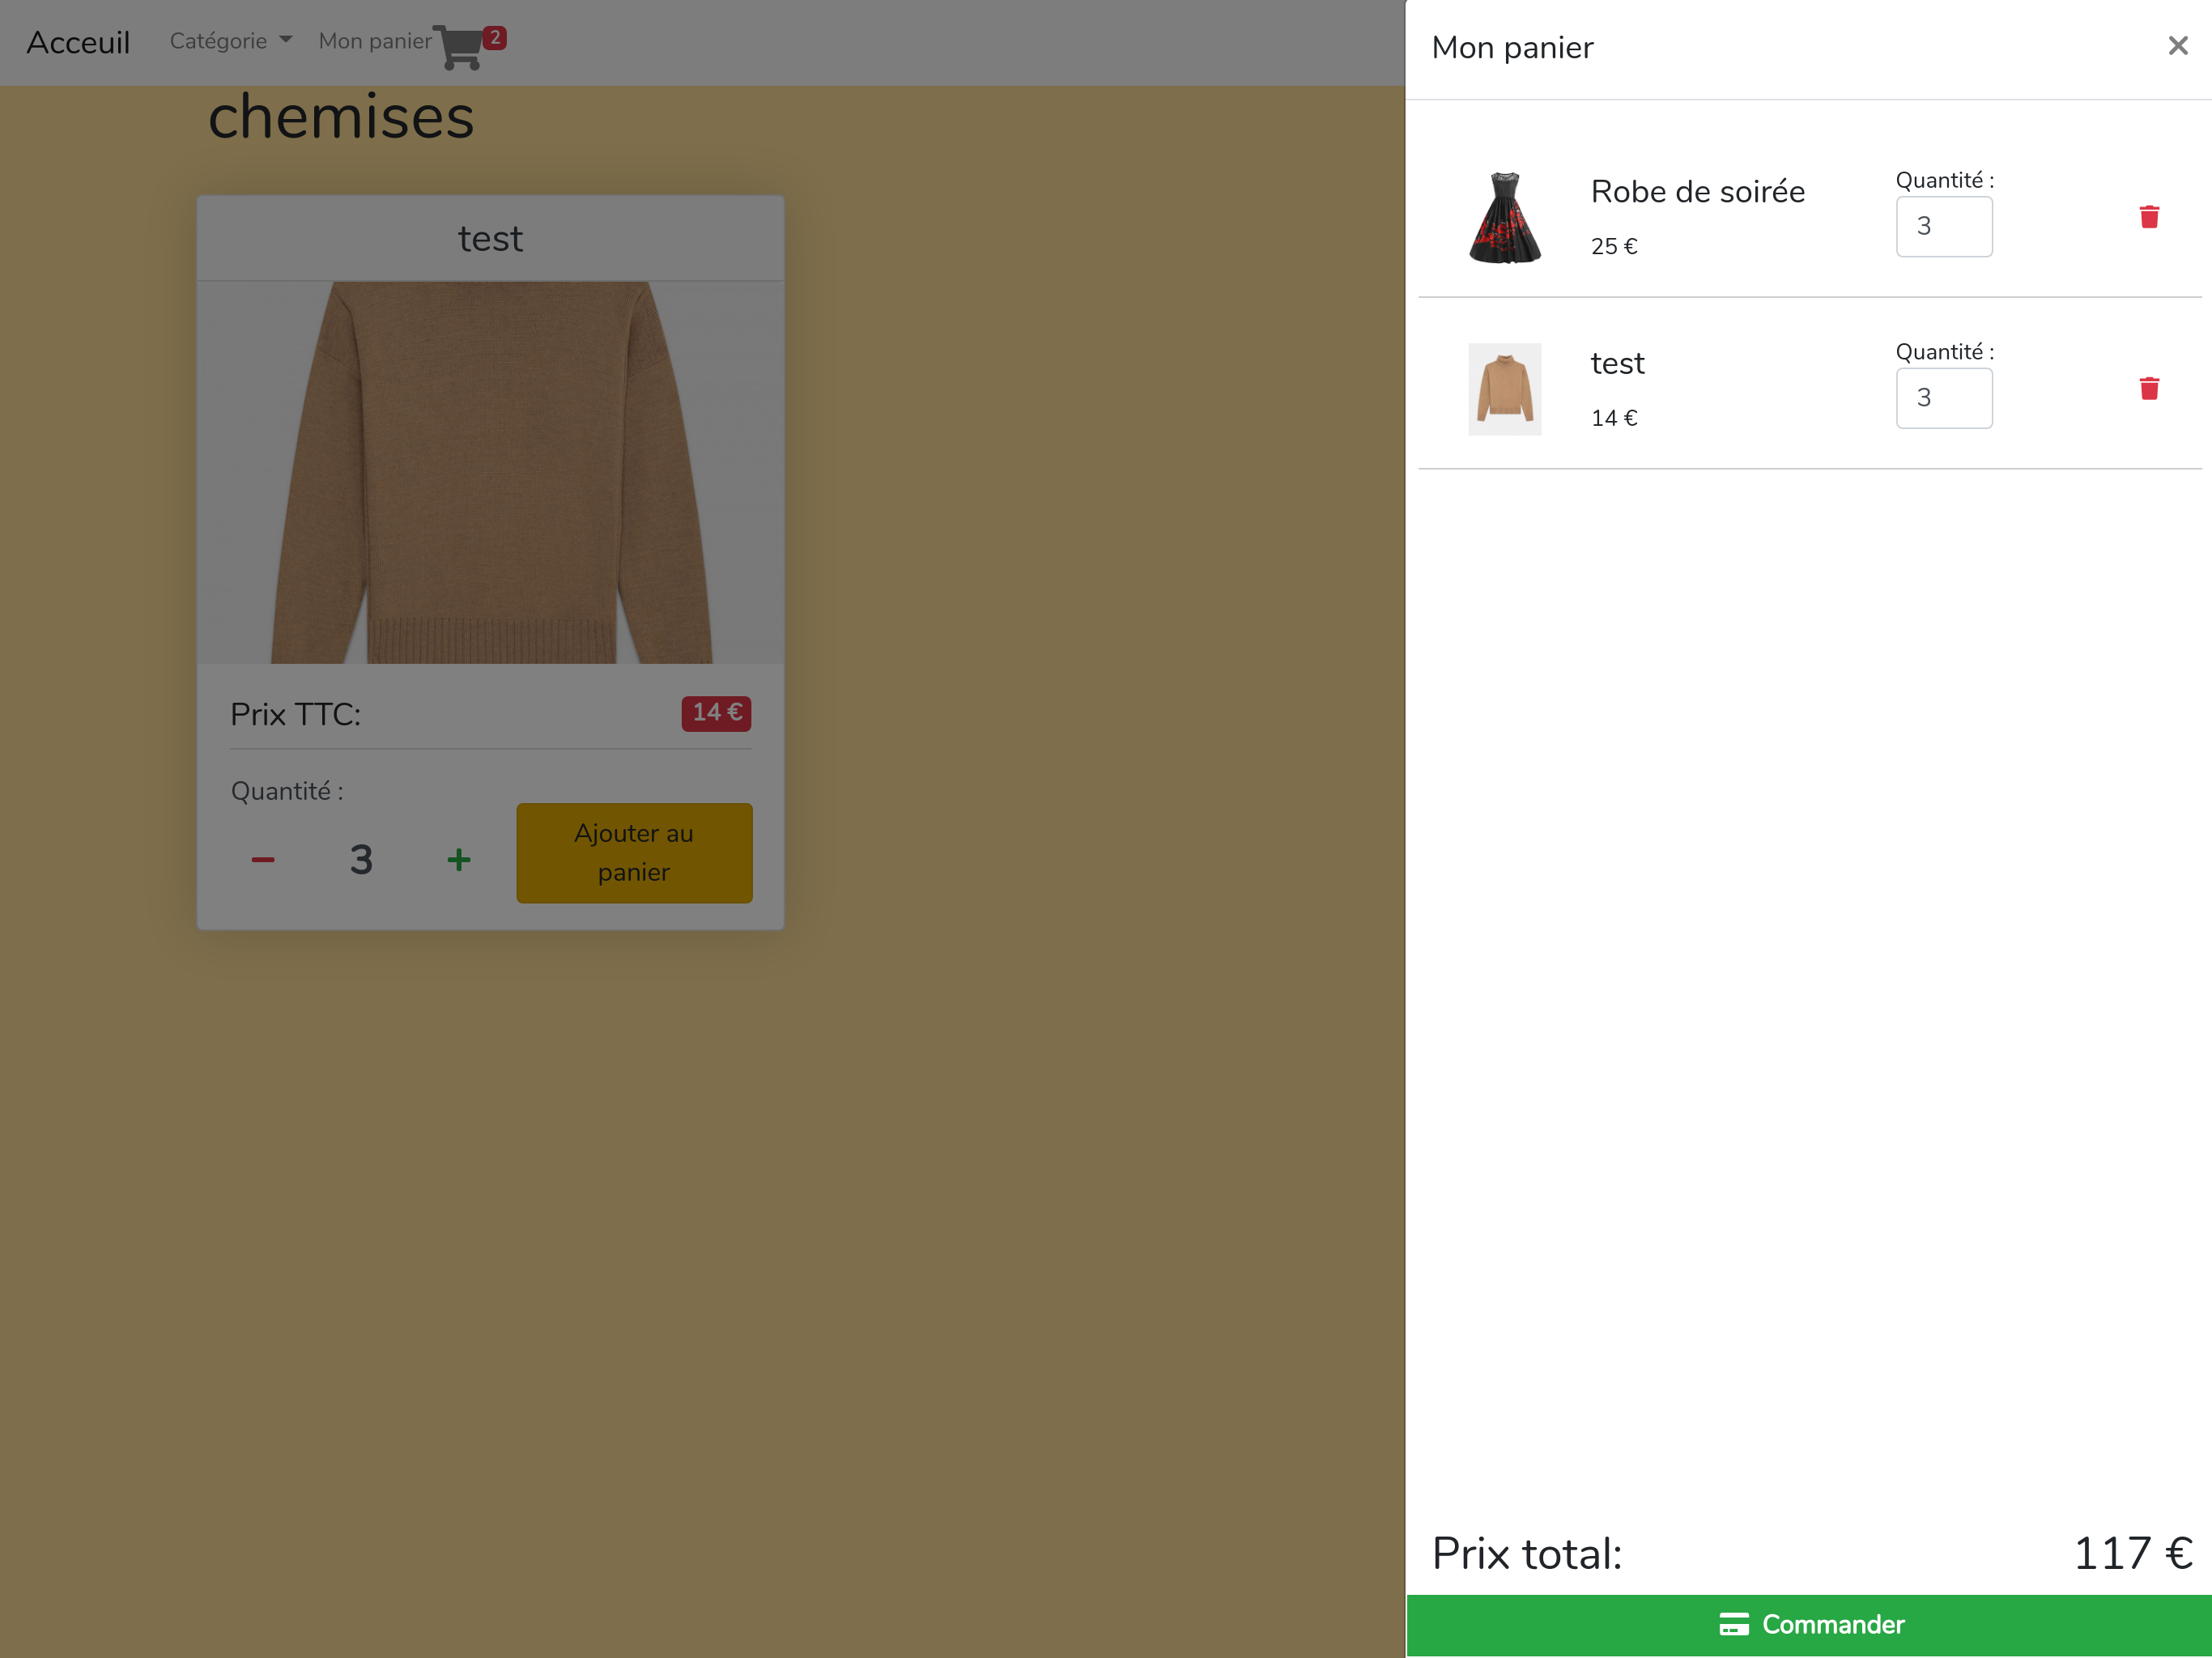 Acceuil Catégorie Mon panier 2
chemises
test
Prix TTC: 14 €
Quantité :
3
Ajouter au
panier
Mon panier
Robe de soirée
25 €
Quantité :
3
test
14 €
Quantité :
3
Prix total: 117 €
Commander